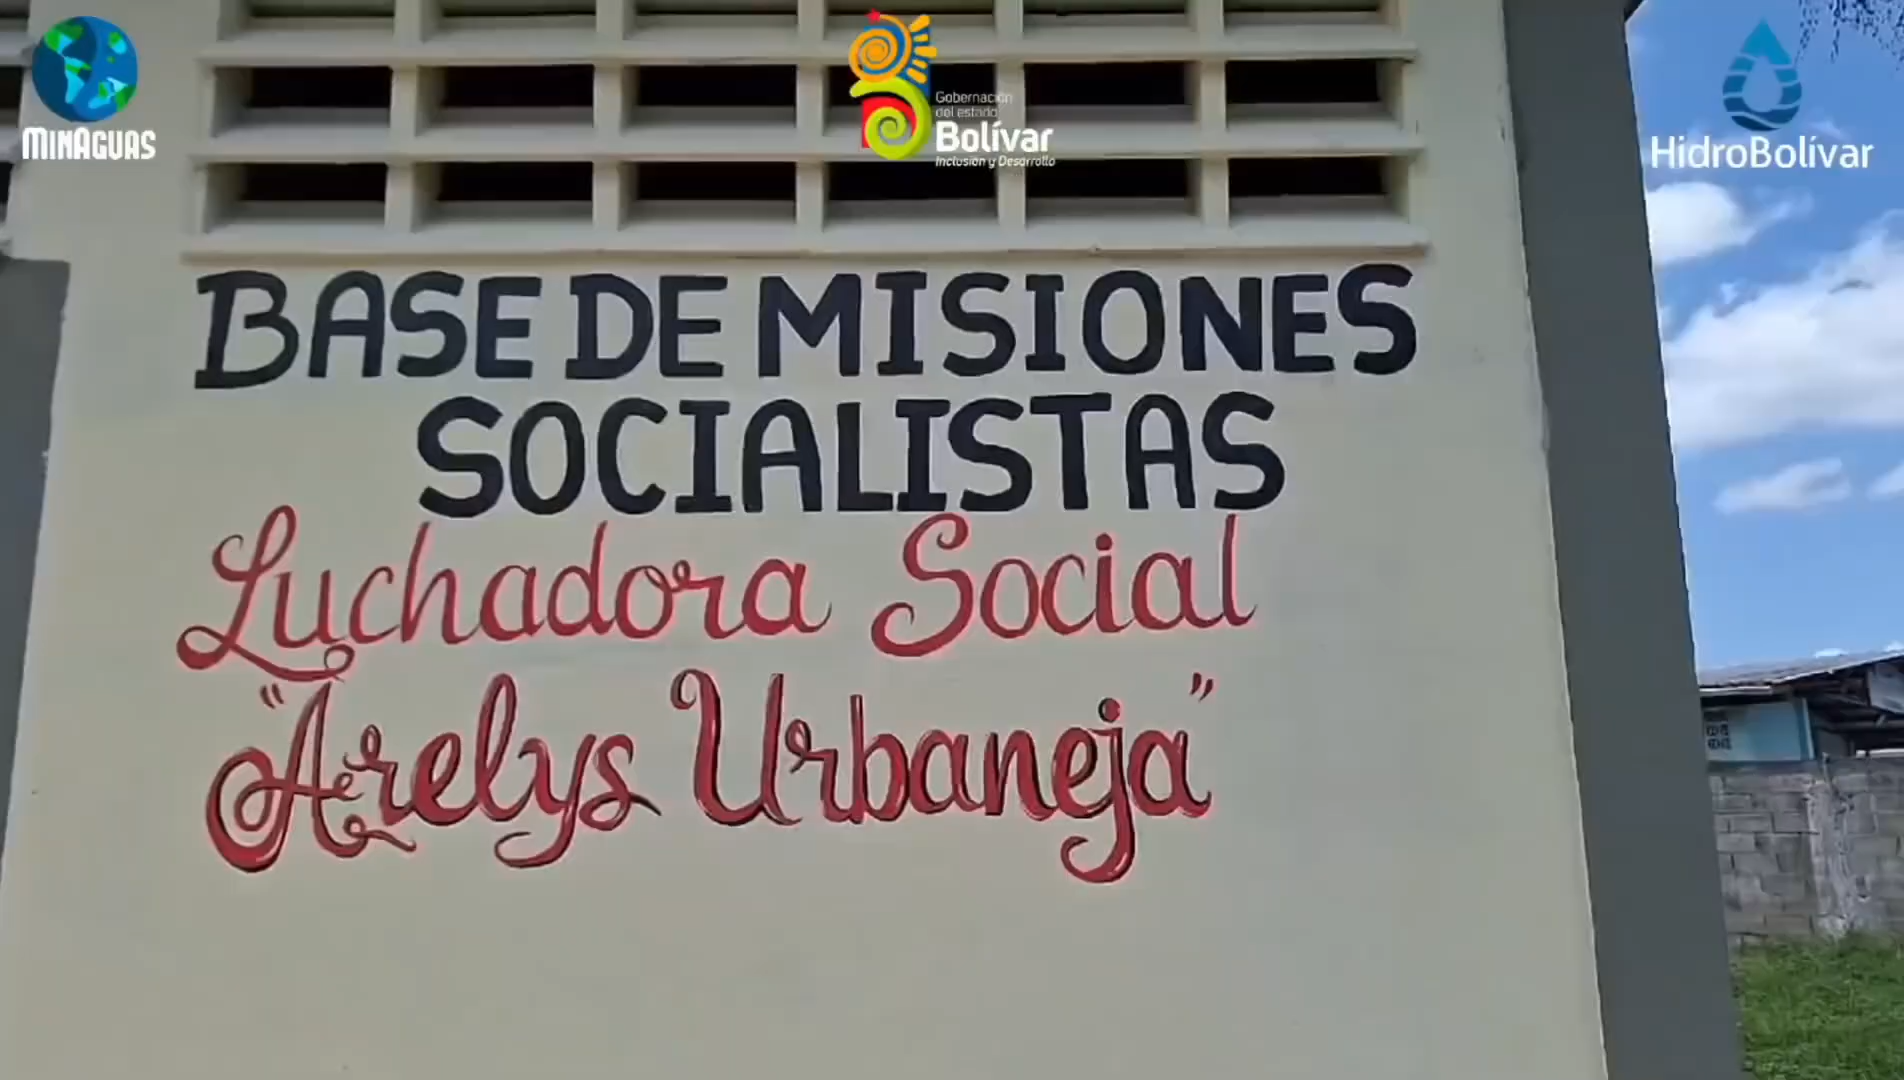 MINAGUAS
Gobernación
del estado
Bolívar
Inclusión y Desarrollo
HidroBolívar
BASE DE MISIONES
SOCIALISTAS
Luchadora Social
"Arelys Urbaneja"